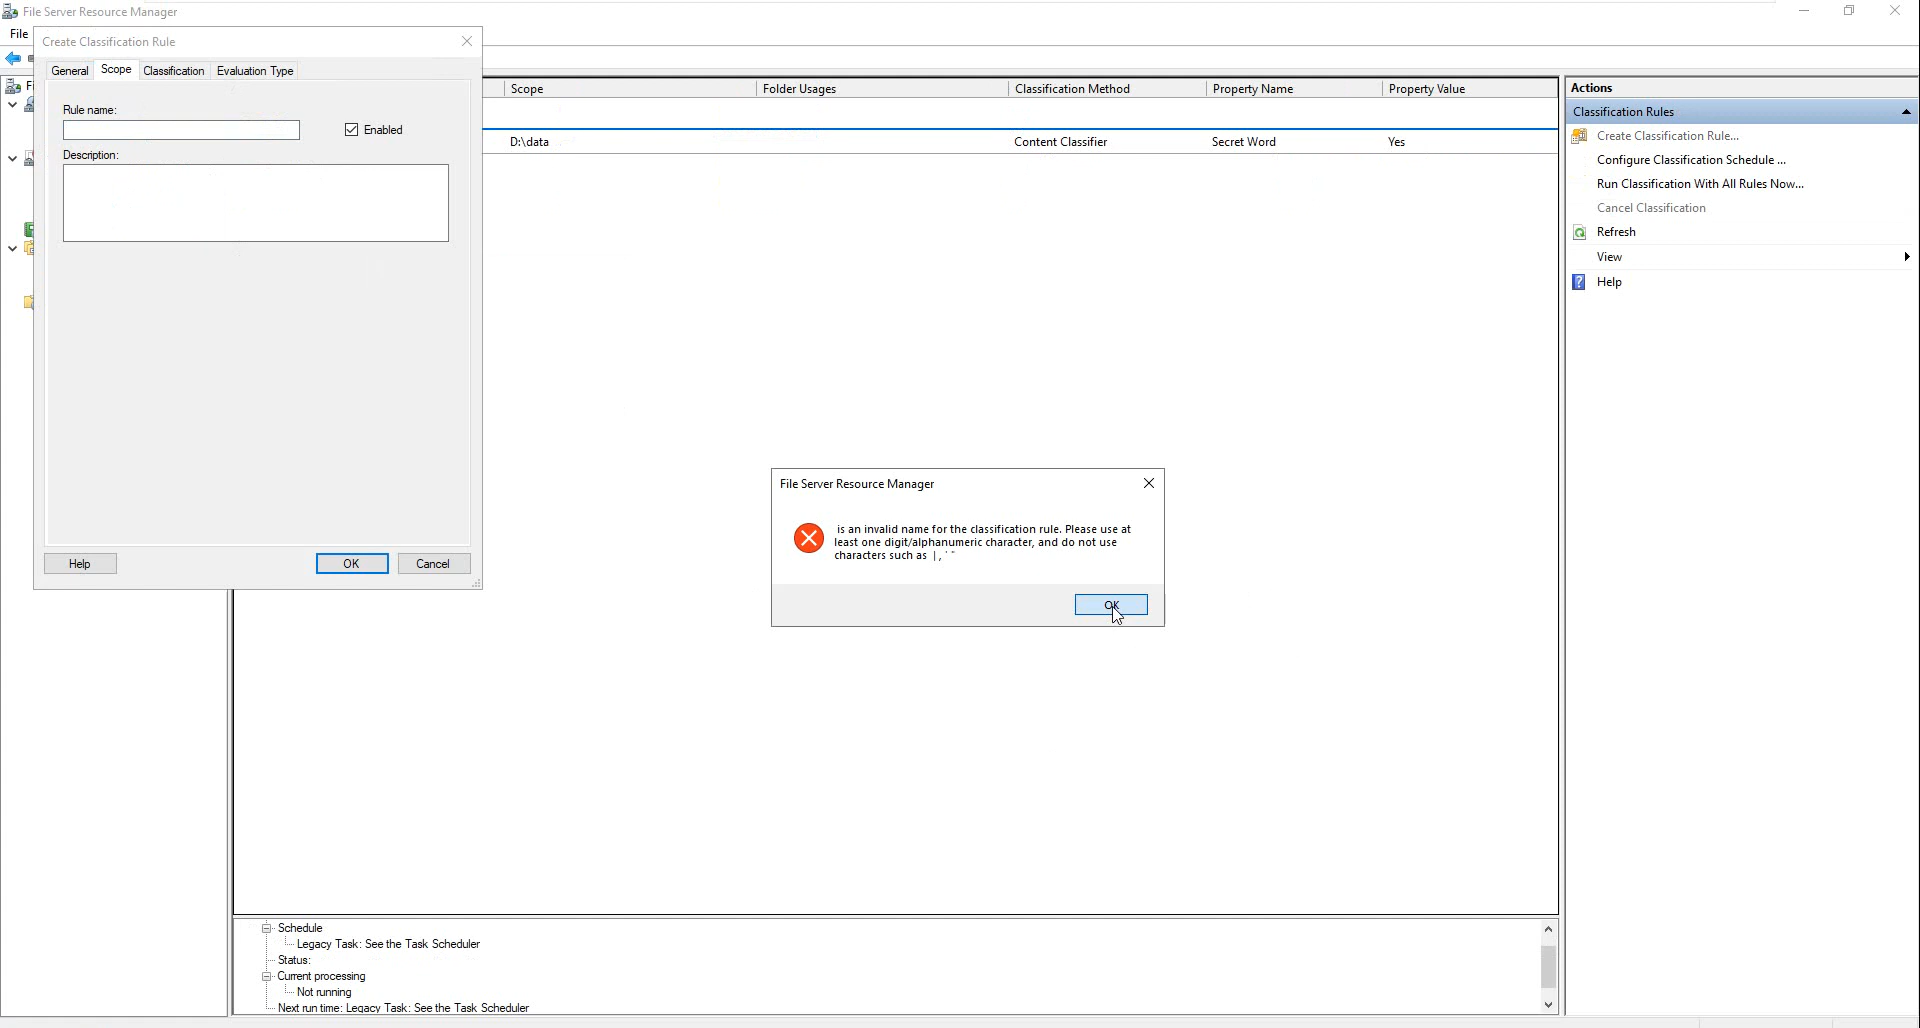 File Server Resource Manager
File
Create Classification Rule
General Scope Classification Evaluation Type
Rule name:
Enabled
Description:
Help OK Cancel
Scope Folder Usages Classification Method Property Name Property Value
D:\data Content Classifier Secret Word Yes
File Server Resource Manager
is an invalid name for the classification rule. Please use at
least one digit/alphanumeric character, and do not use
characters such as |,`"
OK
Schedule
Legacy Task: See the Task Scheduler
Status:
Current processing
Not running
Next run time: Legacy Task: See the Task Scheduler
Actions
Classification Rules
Create Classification Rule...
Configure Classification Schedule ...
Run Classification With All Rules Now...
Cancel Classification
Refresh
View
Help